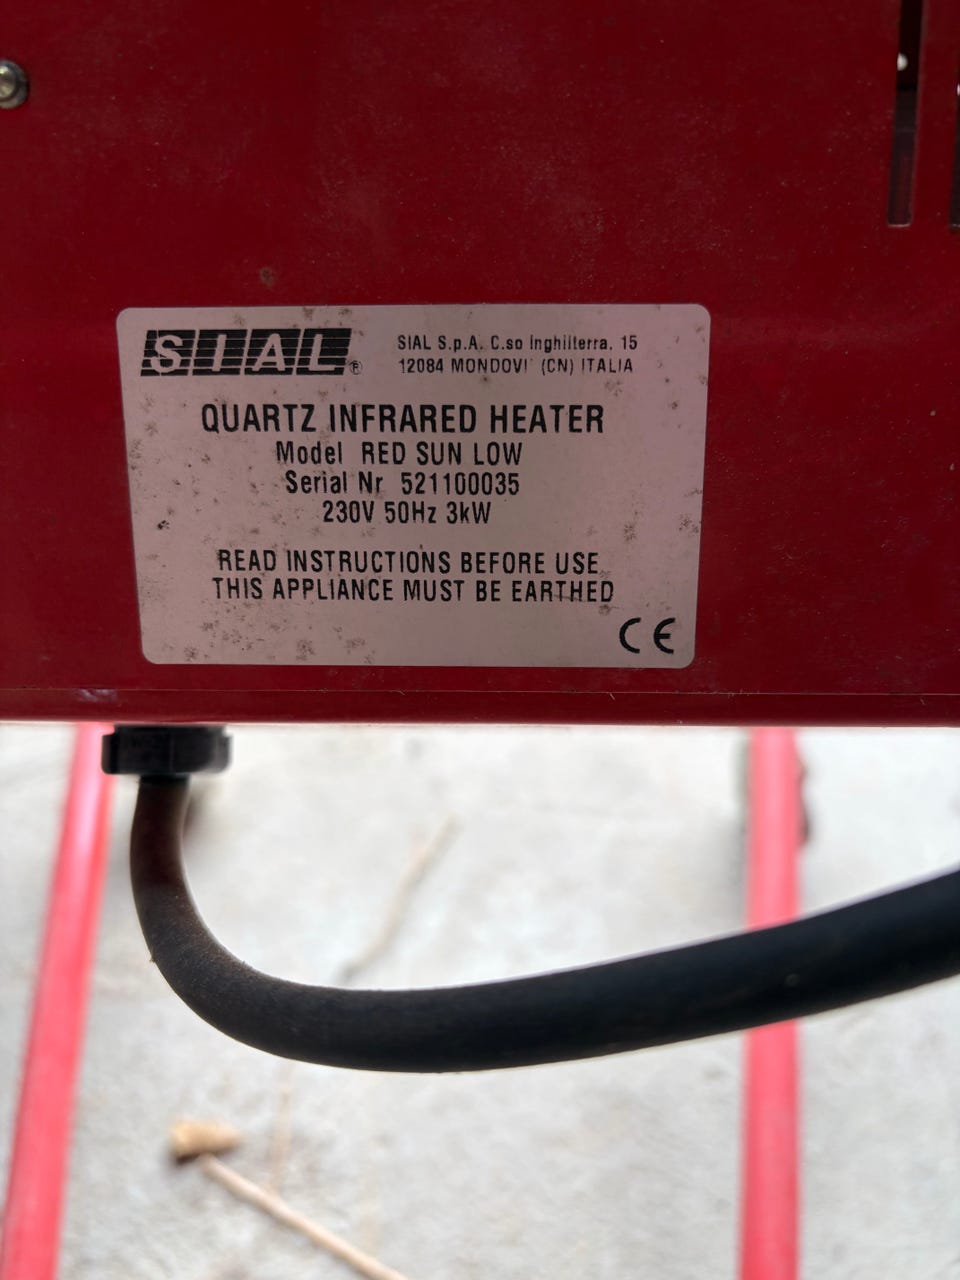 SIAL®
SIAL S.p.A. C.so Inghilterra, 15
12084 MONDOVI' (CN) ITALIA
QUARTZ INFRARED HEATER
Model RED SUN LOW
Serial Nr 521100035
230V 50Hz 3kW
READ INSTRUCTIONS BEFORE USE
THIS APPLIANCE MUST BE EARTHED
CE